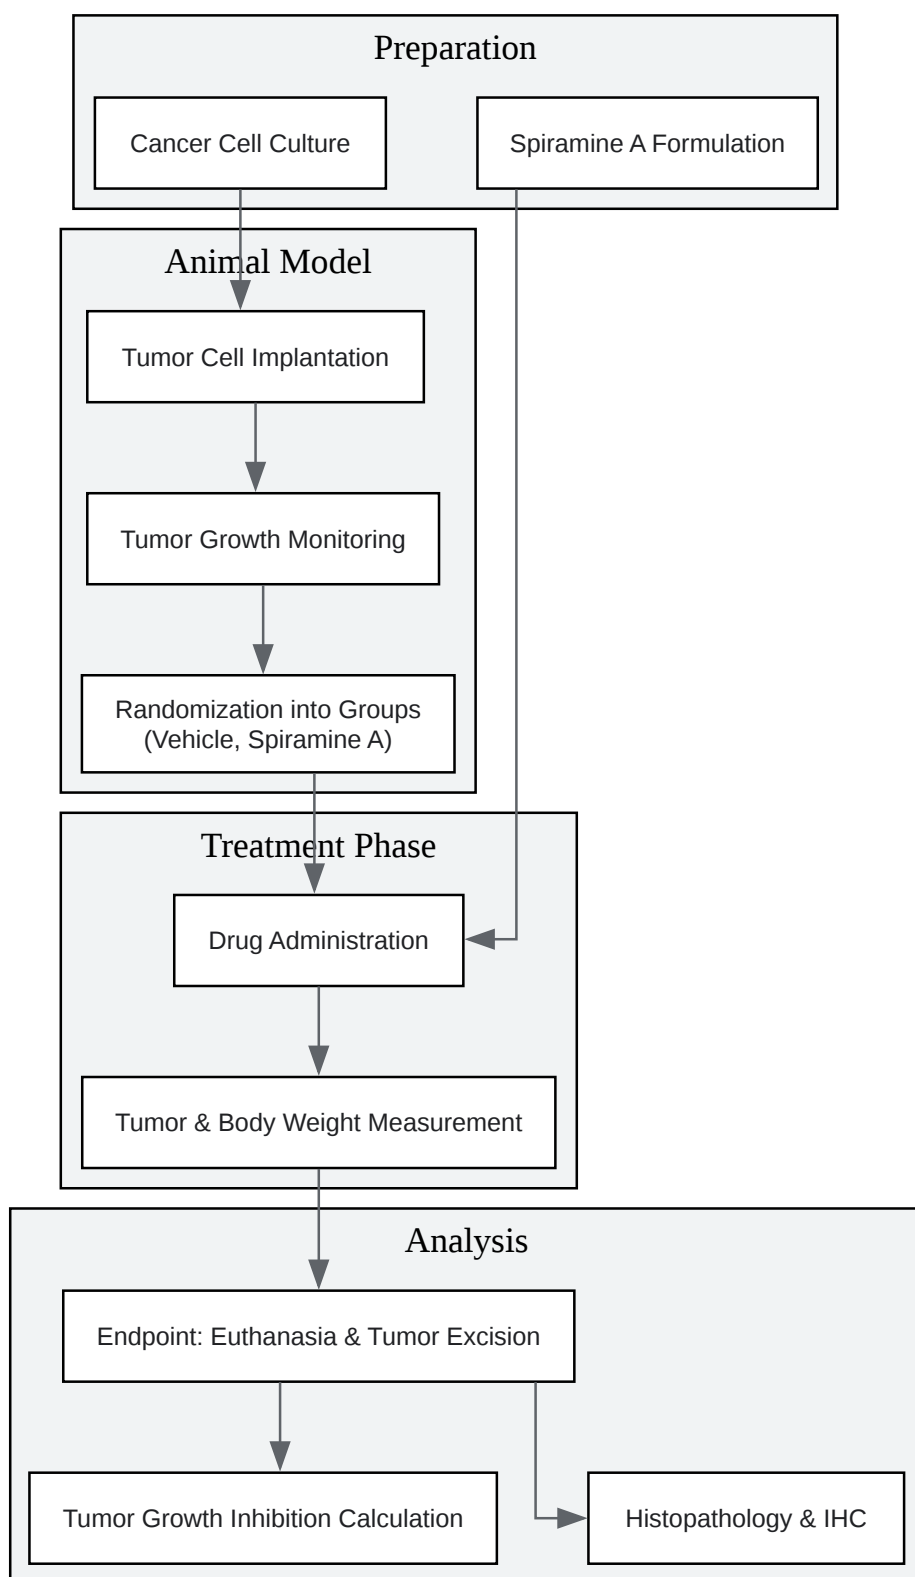 Preparation
Cancer Cell Culture
Spiramine A Formulation
Animal Model
Tumor Cell Implantation
Tumor Growth Monitoring
Randomization into Groups
(Vehicle, Spiramine A)
Treatment Phase
Drug Administration
Tumor & Body Weight Measurement
Analysis
Endpoint: Euthanasia & Tumor Excision
Tumor Growth Inhibition Calculation
Histopathology & IHC